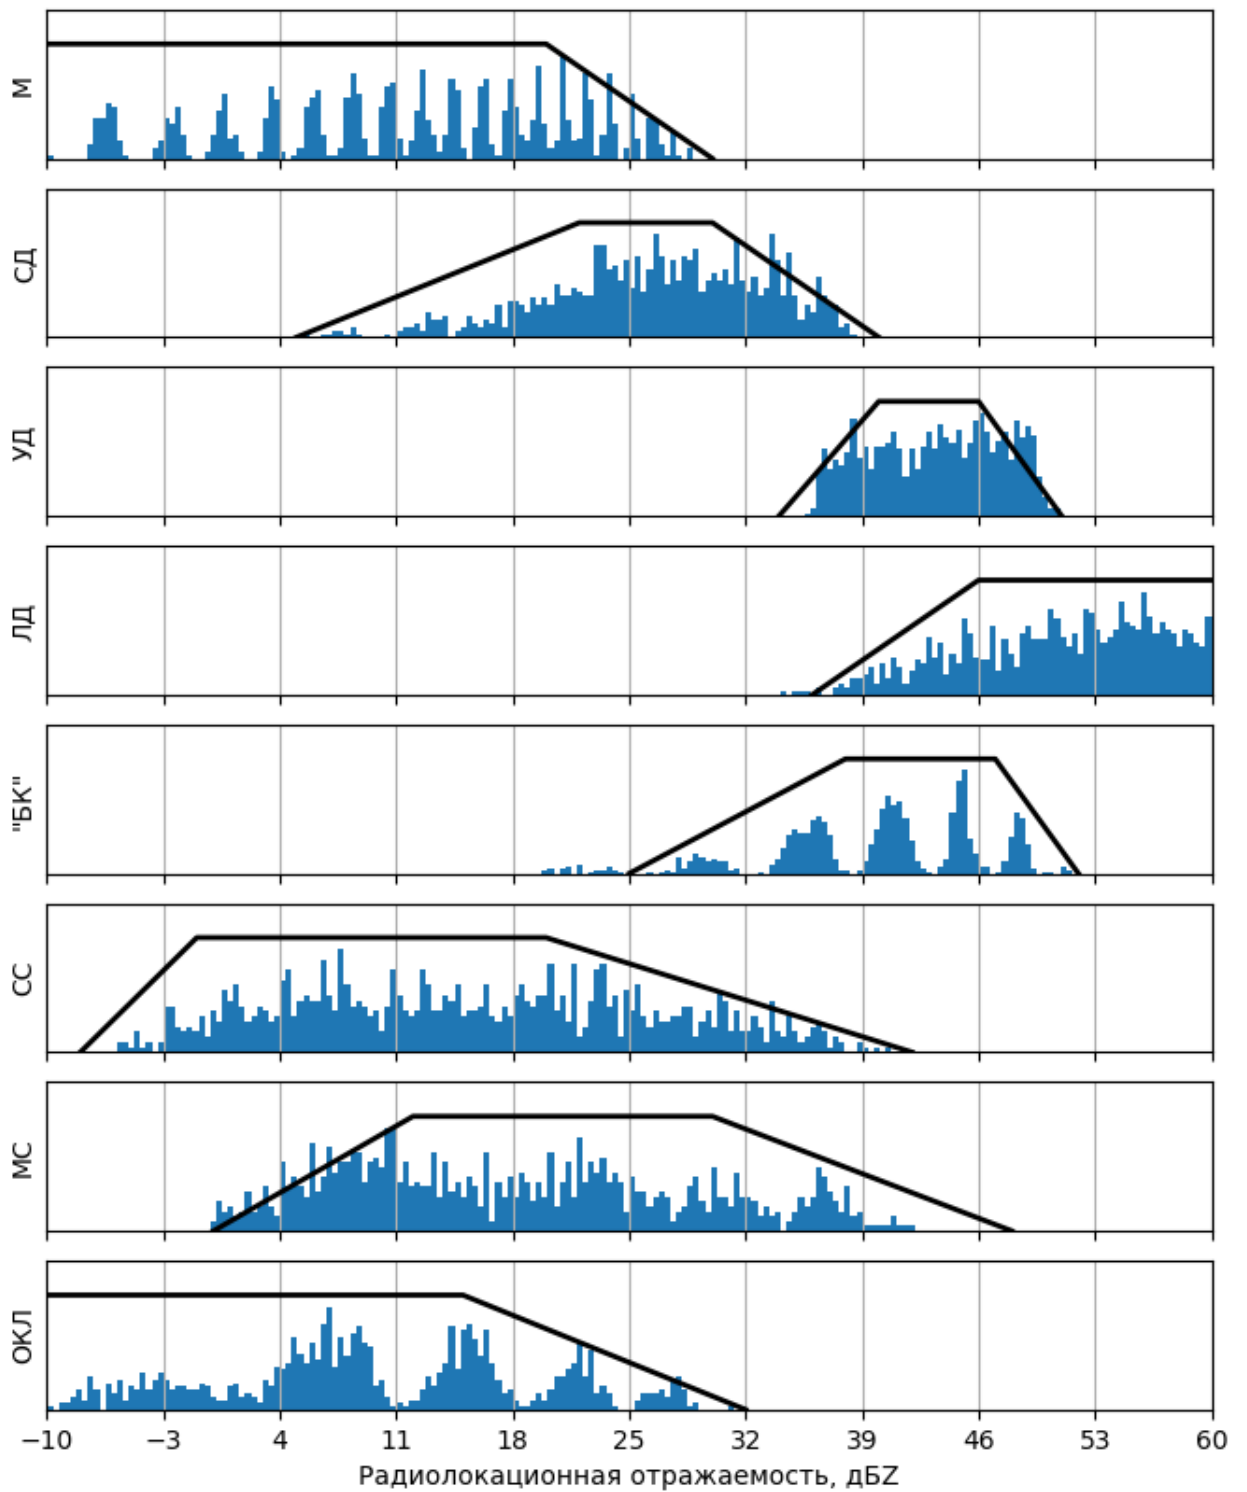 М
СД
УД
ЛД
"БК"
СС
МС
ОКЛ
−10 −3 4 11 18 25 32 39 46 53 60
Радиолокационная отражаемость, дБZ